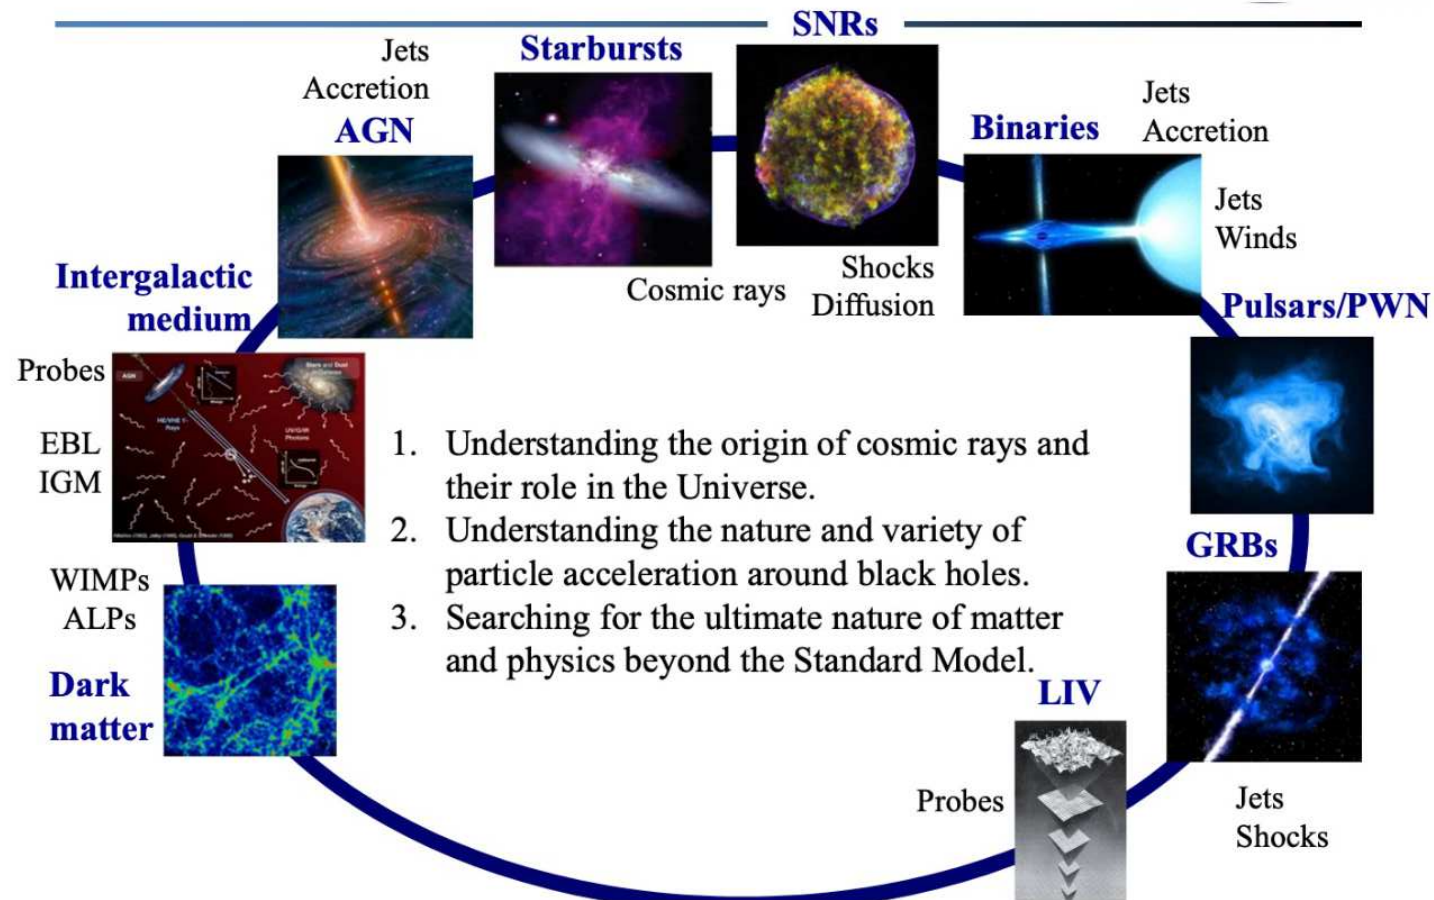 SNRs
Starbursts
Jets
Accretion
AGN
Binaries
Jets
Accretion
Jets
Winds
Cosmic rays
Shocks
Diffusion
Intergalactic
medium
Pulsars/PWN
Probes
EBL
IGM
AGN
1. Understanding the origin of cosmic rays and
their role in the Universe.
2. Understanding the nature and variety of
particle acceleration around black holes.
3. Searching for the ultimate nature of matter
and physics beyond the Standard Model.
GRBs
WIMPs
ALPs
Dark
matter
LIV
Probes
Jets
Shocks